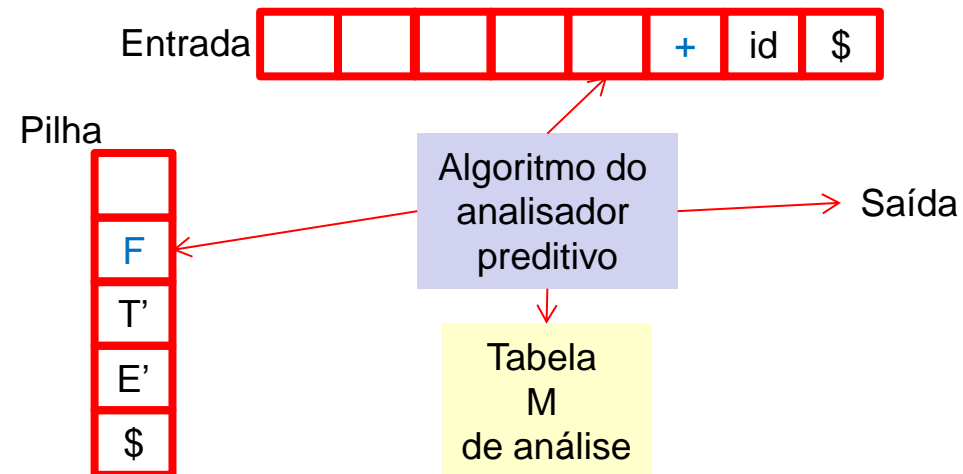 Entrada + id $
Pilha
Algoritmo do
analisador
preditivo
Saída
F
T’
E’
$
Tabela
M
de análise